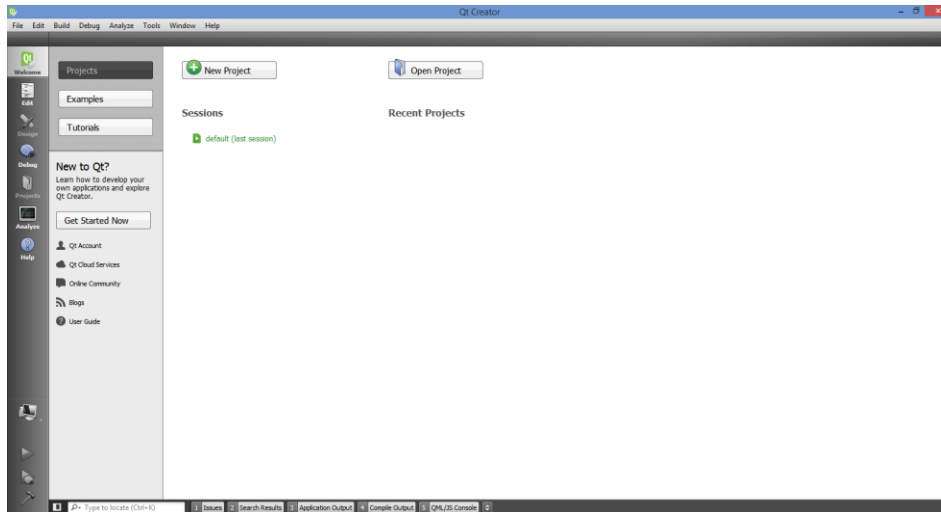 Qt Creator
File Edit Build Debug Analyze Tools Window Help
Qt
Welcome
Edit
Design
Debug
Projects
Analyze
Help
Projects
Examples
Tutorials
New to Qt?
Learn how to develop your
own applications and explore
Qt Creator.
Get Started Now
Qt Account
Qt Cloud Services
Online Community
Blogs
User Guide
New Project
Open Project
Sessions
Recent Projects
default (last session)
Type to locate (Ctrl+K)
1 Issues 2 Search Results 3 Application Output 4 Compile Output 5 QML/JS Console